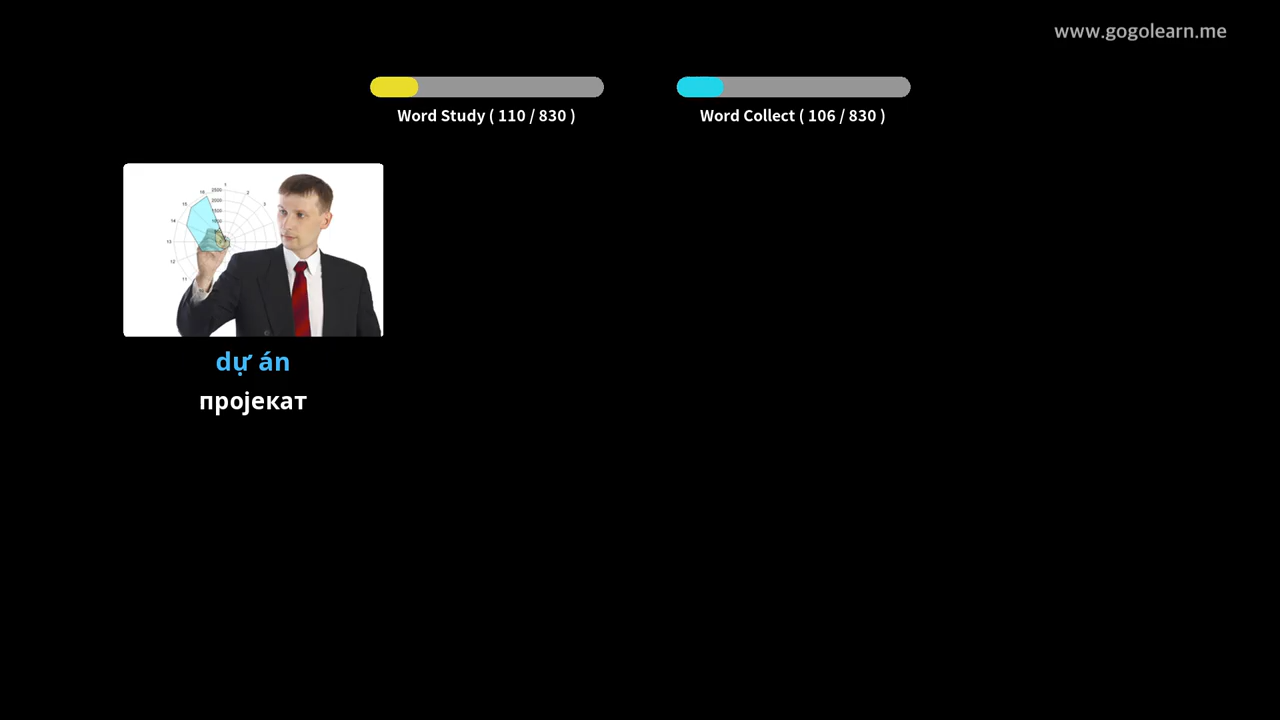 www.gogolearn.me
Word Study ( 110 / 830 )
Word Collect ( 106 / 830 )
dự án
пројекат